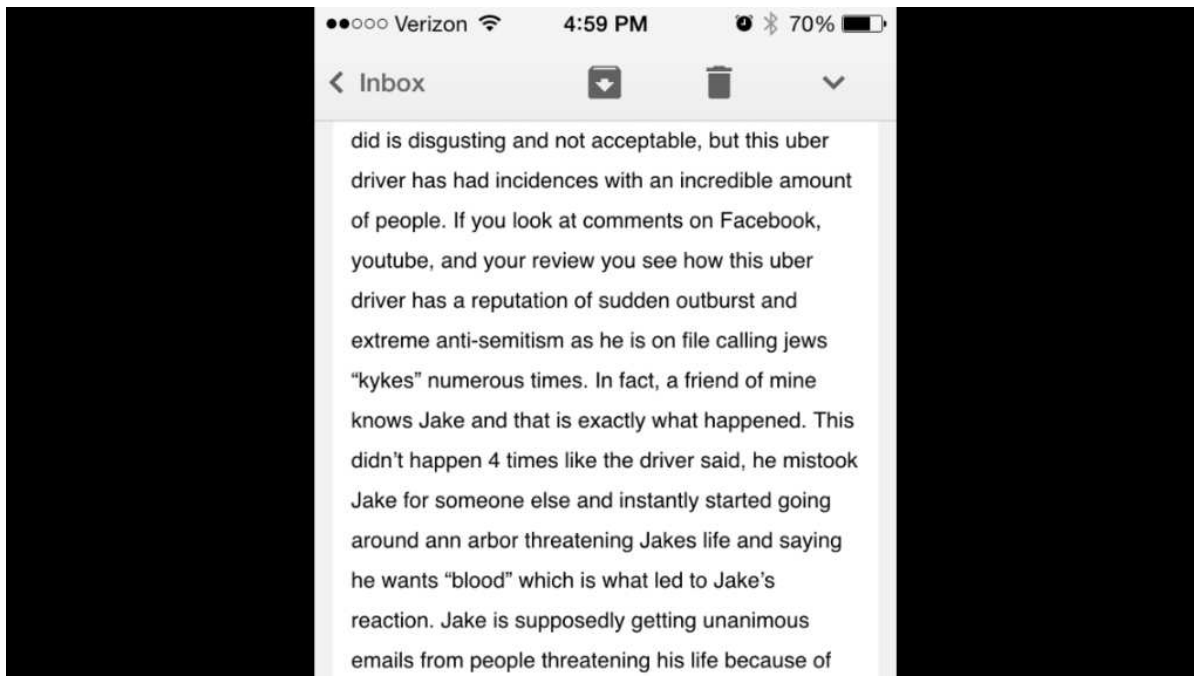 Verizon 4:59 PM 70%
Inbox
did is disgusting and not acceptable, but this uber
driver has had incidences with an incredible amount
of people. If you look at comments on Facebook,
youtube, and your review you see how this uber
driver has a reputation of sudden outburst and
extreme anti-semitism as he is on file calling jews
“kykes” numerous times. In fact, a friend of mine
knows Jake and that is exactly what happened. This
didn’t happen 4 times like the driver said, he mistook
Jake for someone else and instantly started going
around ann arbor threatening Jakes life and saying
he wants “blood” which is what led to Jake’s
reaction. Jake is supposedly getting unanimous
emails from people threatening his life because of